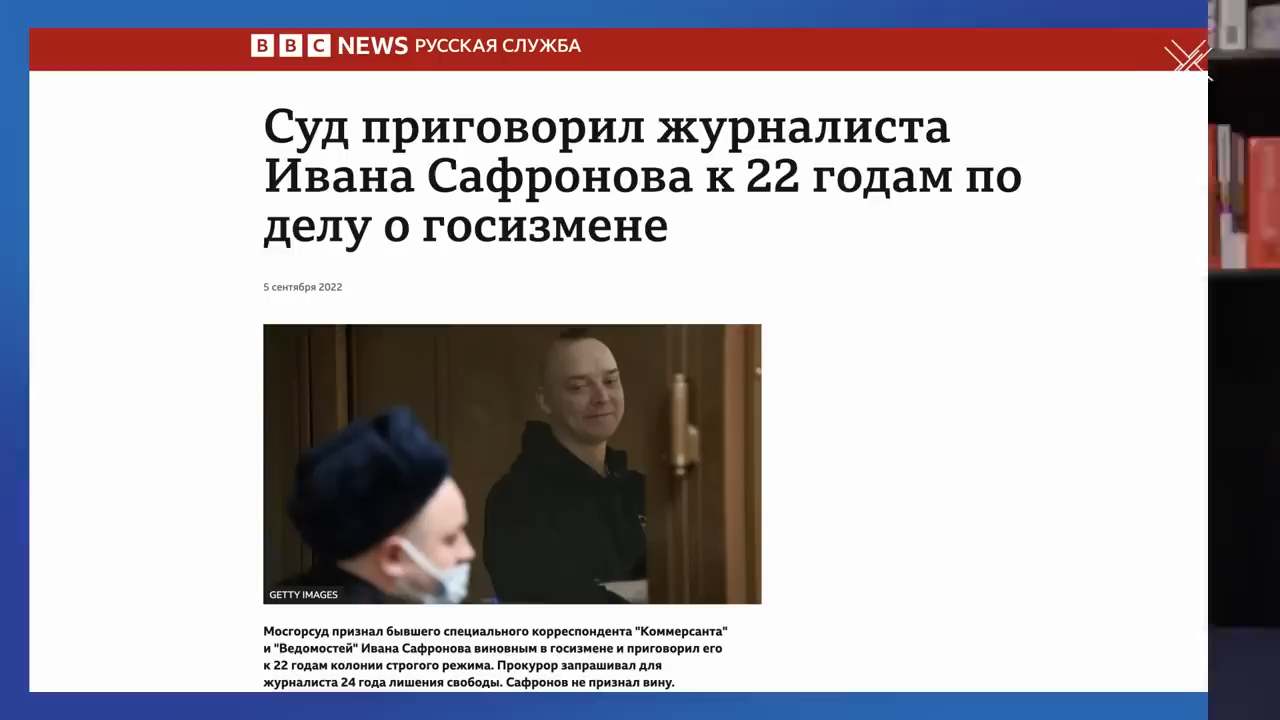 BBC NEWS РУССКАЯ СЛУЖБА
Суд приговорил журналиста
Ивана Сафронова к 22 годам по
делу о госизмене
5 сентября 2022
GETTY IMAGES
Мосгорсуд признал бывшего специального корреспондента "Коммерсанта"
и "Ведомостей" Ивана Сафронова виновным в госизмене и приговорил его
к 22 годам колонии строгого режима. Прокурор запрашивал для
журналиста 24 года лишения свободы. Сафронов не признал вину.